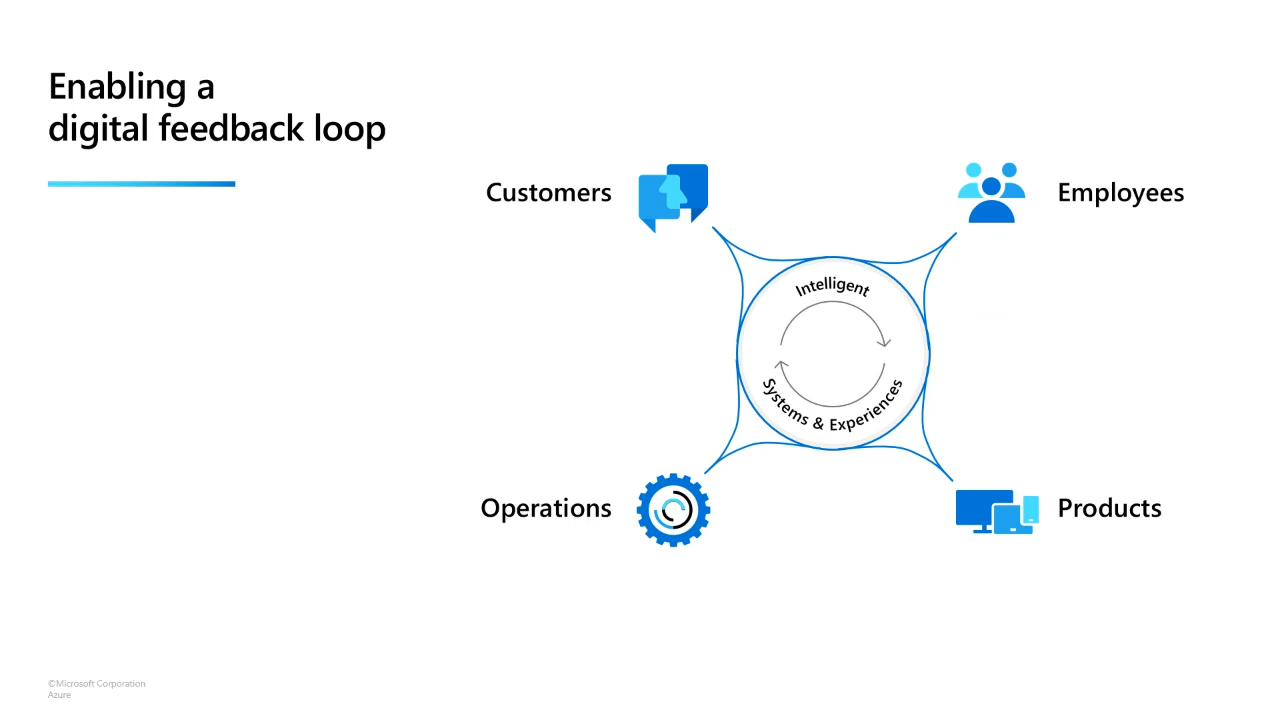 Enabling a
digital feedback loop
Customers
Employees
Intelligent
Systems & Experiences
Operations
Products
©Microsoft Corporation
Azure